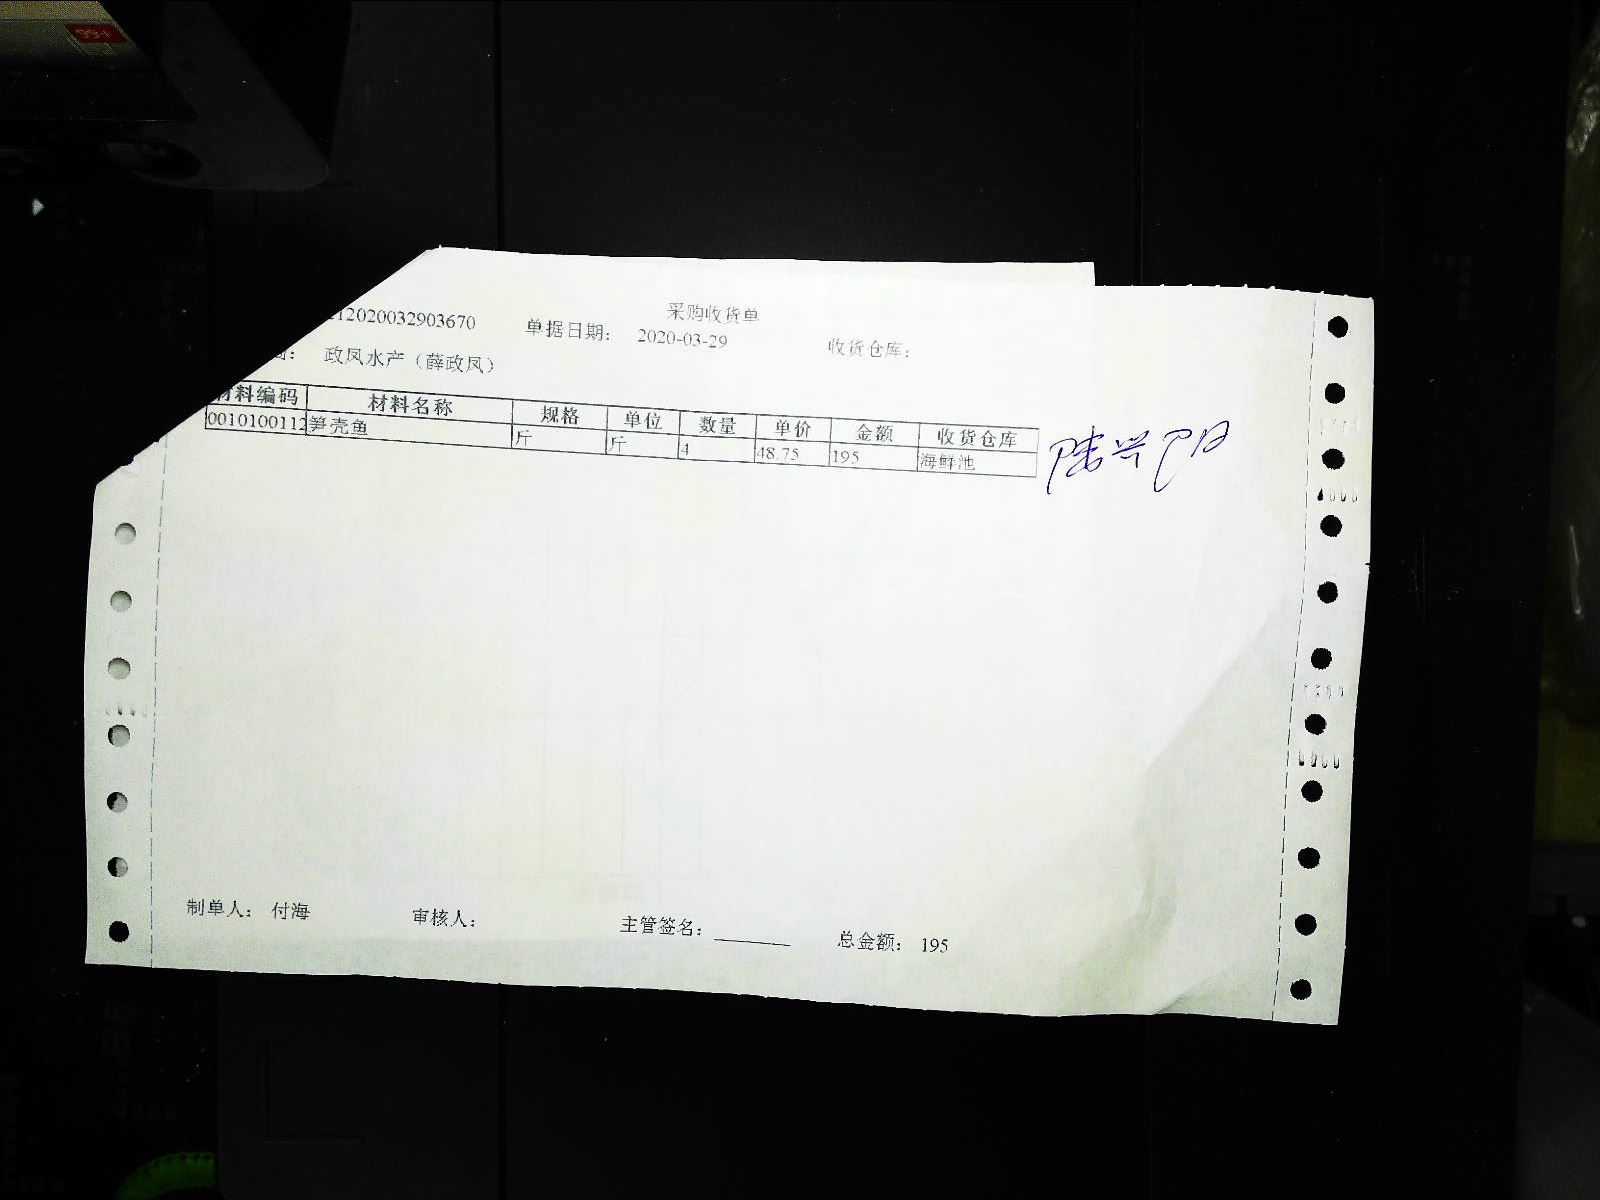 99+
采购收货单
12020032903670 单据日期: 2020-03-29 收货仓库:
政凤水产（薛政凤）
材料编码 材料名称 规格 单位 数量 单价 金额 收货仓库
0010100112 笋壳鱼 斤 斤 4 48.75 195 海鲜池
制单人: 付海 审核人: 主管签名: 总金额: 195